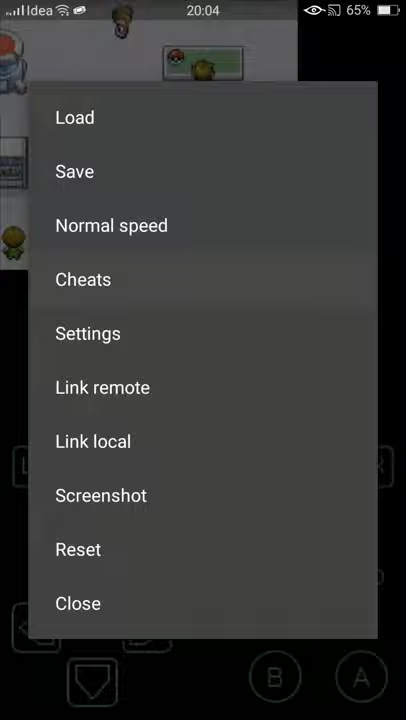 Idea 20:04 65%
Load
Save
Normal speed
Cheats
Settings
Link remote
Link local
Screenshot
Reset
Close
B A